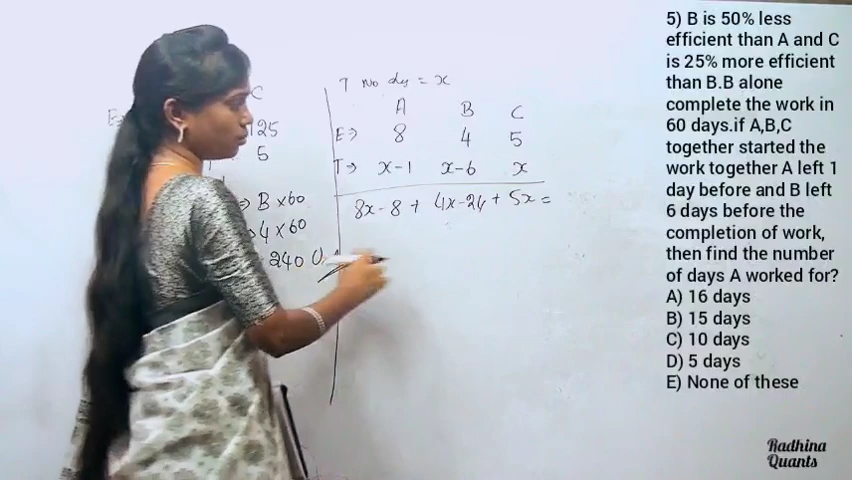 T No dys = x
C
A B C
125
E => 8 4 5
5
T => x-1 x-6 x
=> B x 60
8x - 8 + 4x - 24 + 5x =
4 x 60
240
5) B is 50% less
efficient than A and C
is 25% more efficient
than B.B alone
complete the work in
60 days.if A,B,C
together started the
work together A left 1
day before and B left
6 days before the
completion of work,
then find the number
of days A worked for?
A) 16 days
B) 15 days
C) 10 days
D) 5 days
E) None of these
Radhina
Quants